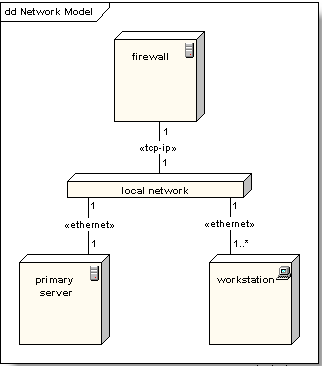 dd Network Model
firewall
1
«tcp-ip»
1
local network
1
1
«ethernet»
«ethernet»
1
1..*
primary
server
workstation